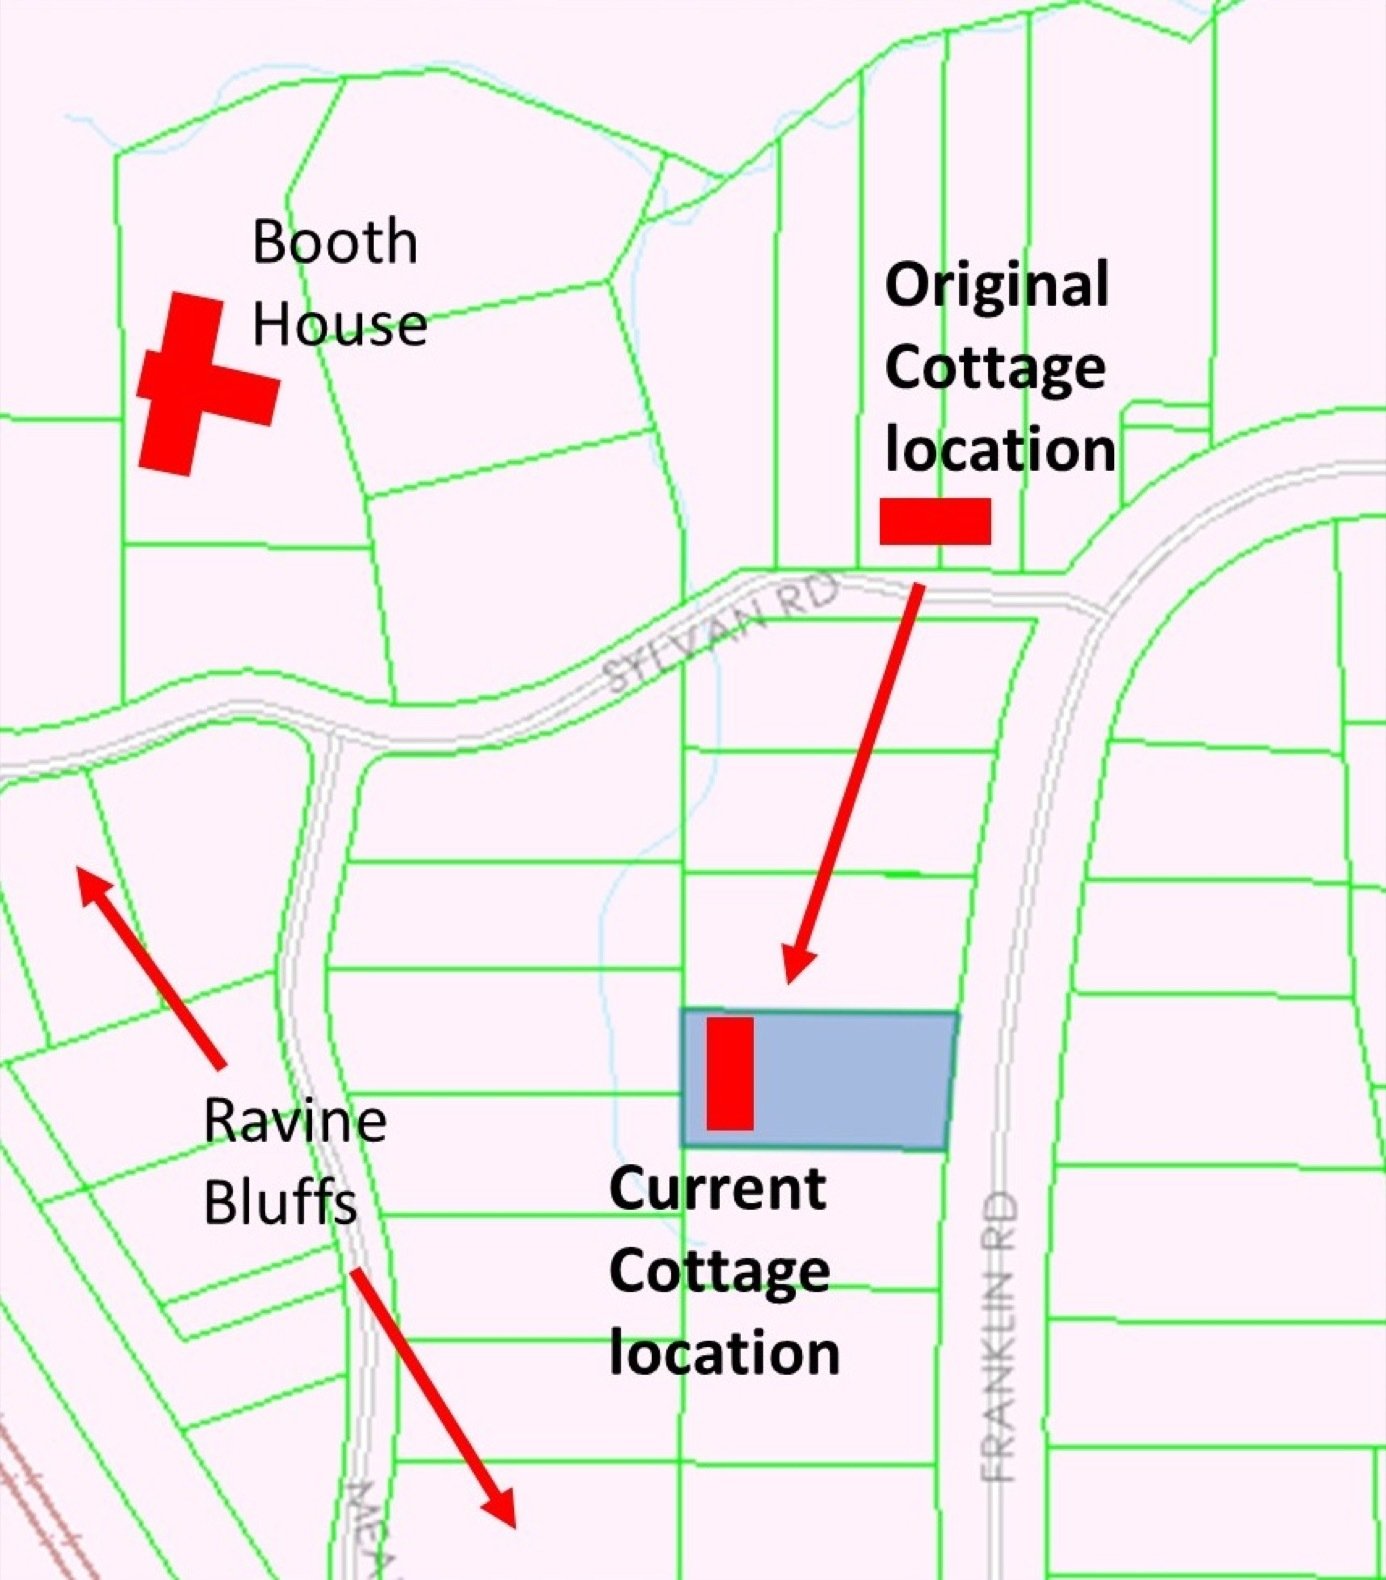 Booth
House
Original
Cottage
location
SYLVAN RD
Ravine
Bluffs
Current
Cottage
location
FRANKLIN RD